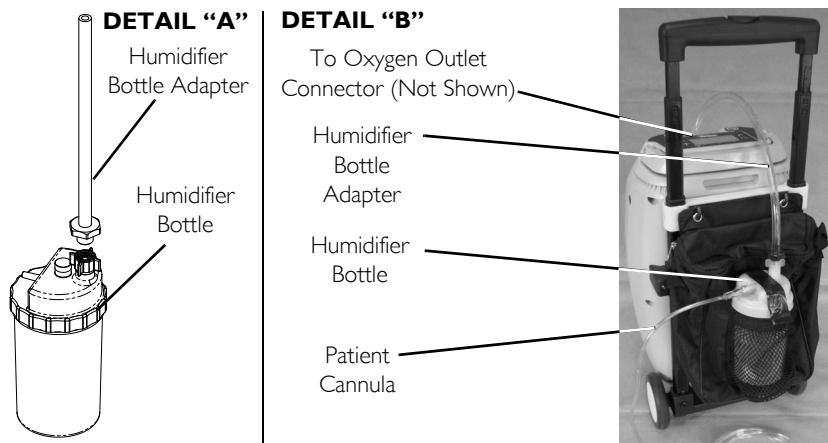 DETAIL “A”
Humidifier
Bottle Adapter
Humidifier
Bottle
DETAIL “B”
To Oxygen Outlet
Connector (Not Shown)
Humidifier
Bottle
Adapter
Humidifier
Bottle
Patient
Cannula